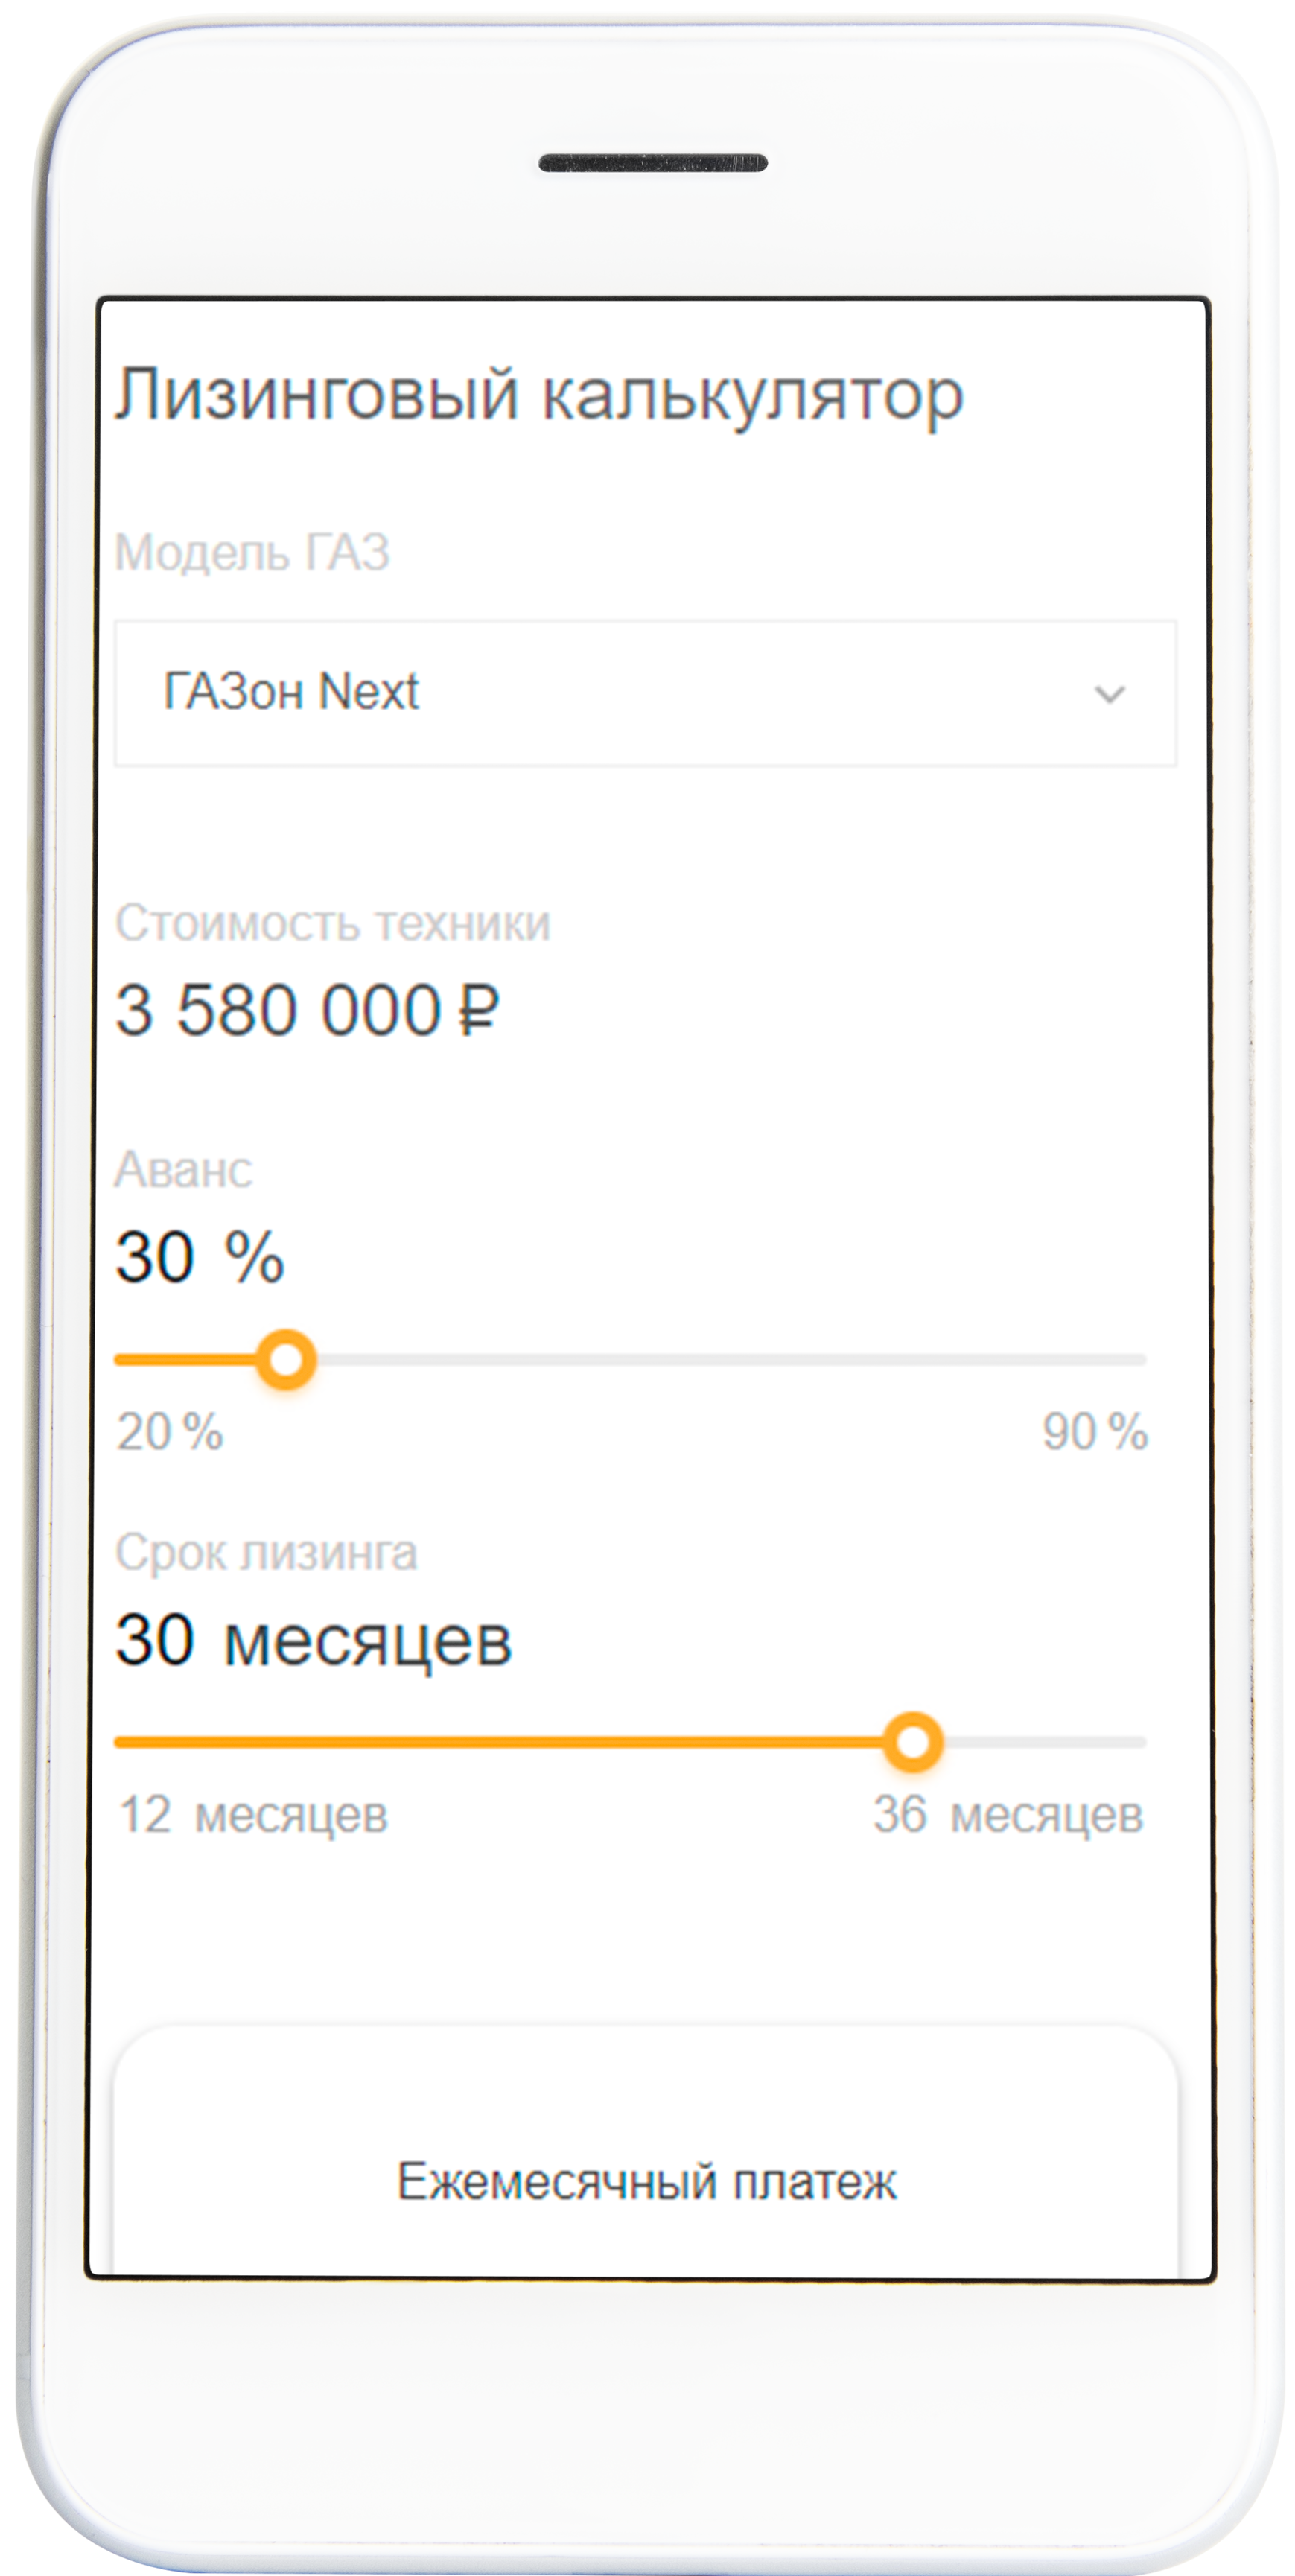 Лизинговый калькулятор
Модель ГАЗ
ГАЗон Next
Стоимость техники
3 580 000 ₽
Аванс
30 %
20 % 90 %
Срок лизинга
30 месяцев
12 месяцев 36 месяцев
Ежемесячный платеж